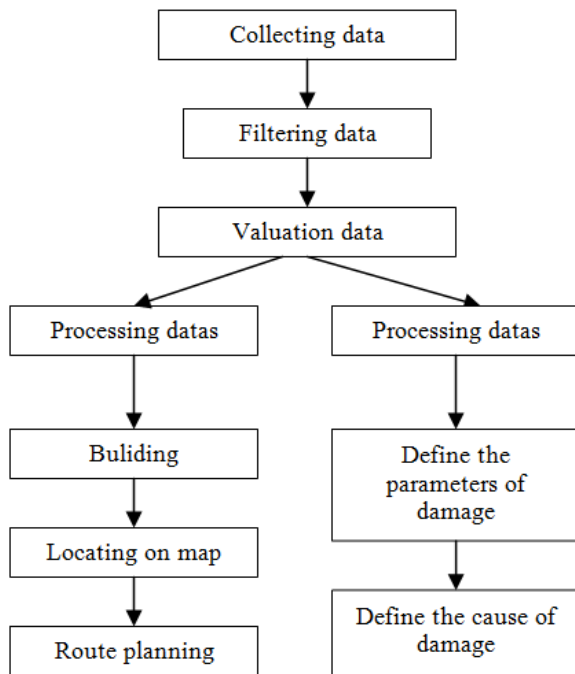 Collecting data
Filtering data
Valuation data
Processing datas
Buliding
Locating on map
Route planning
Processing datas
Define the
parameters of
damage
Define the cause of
damage